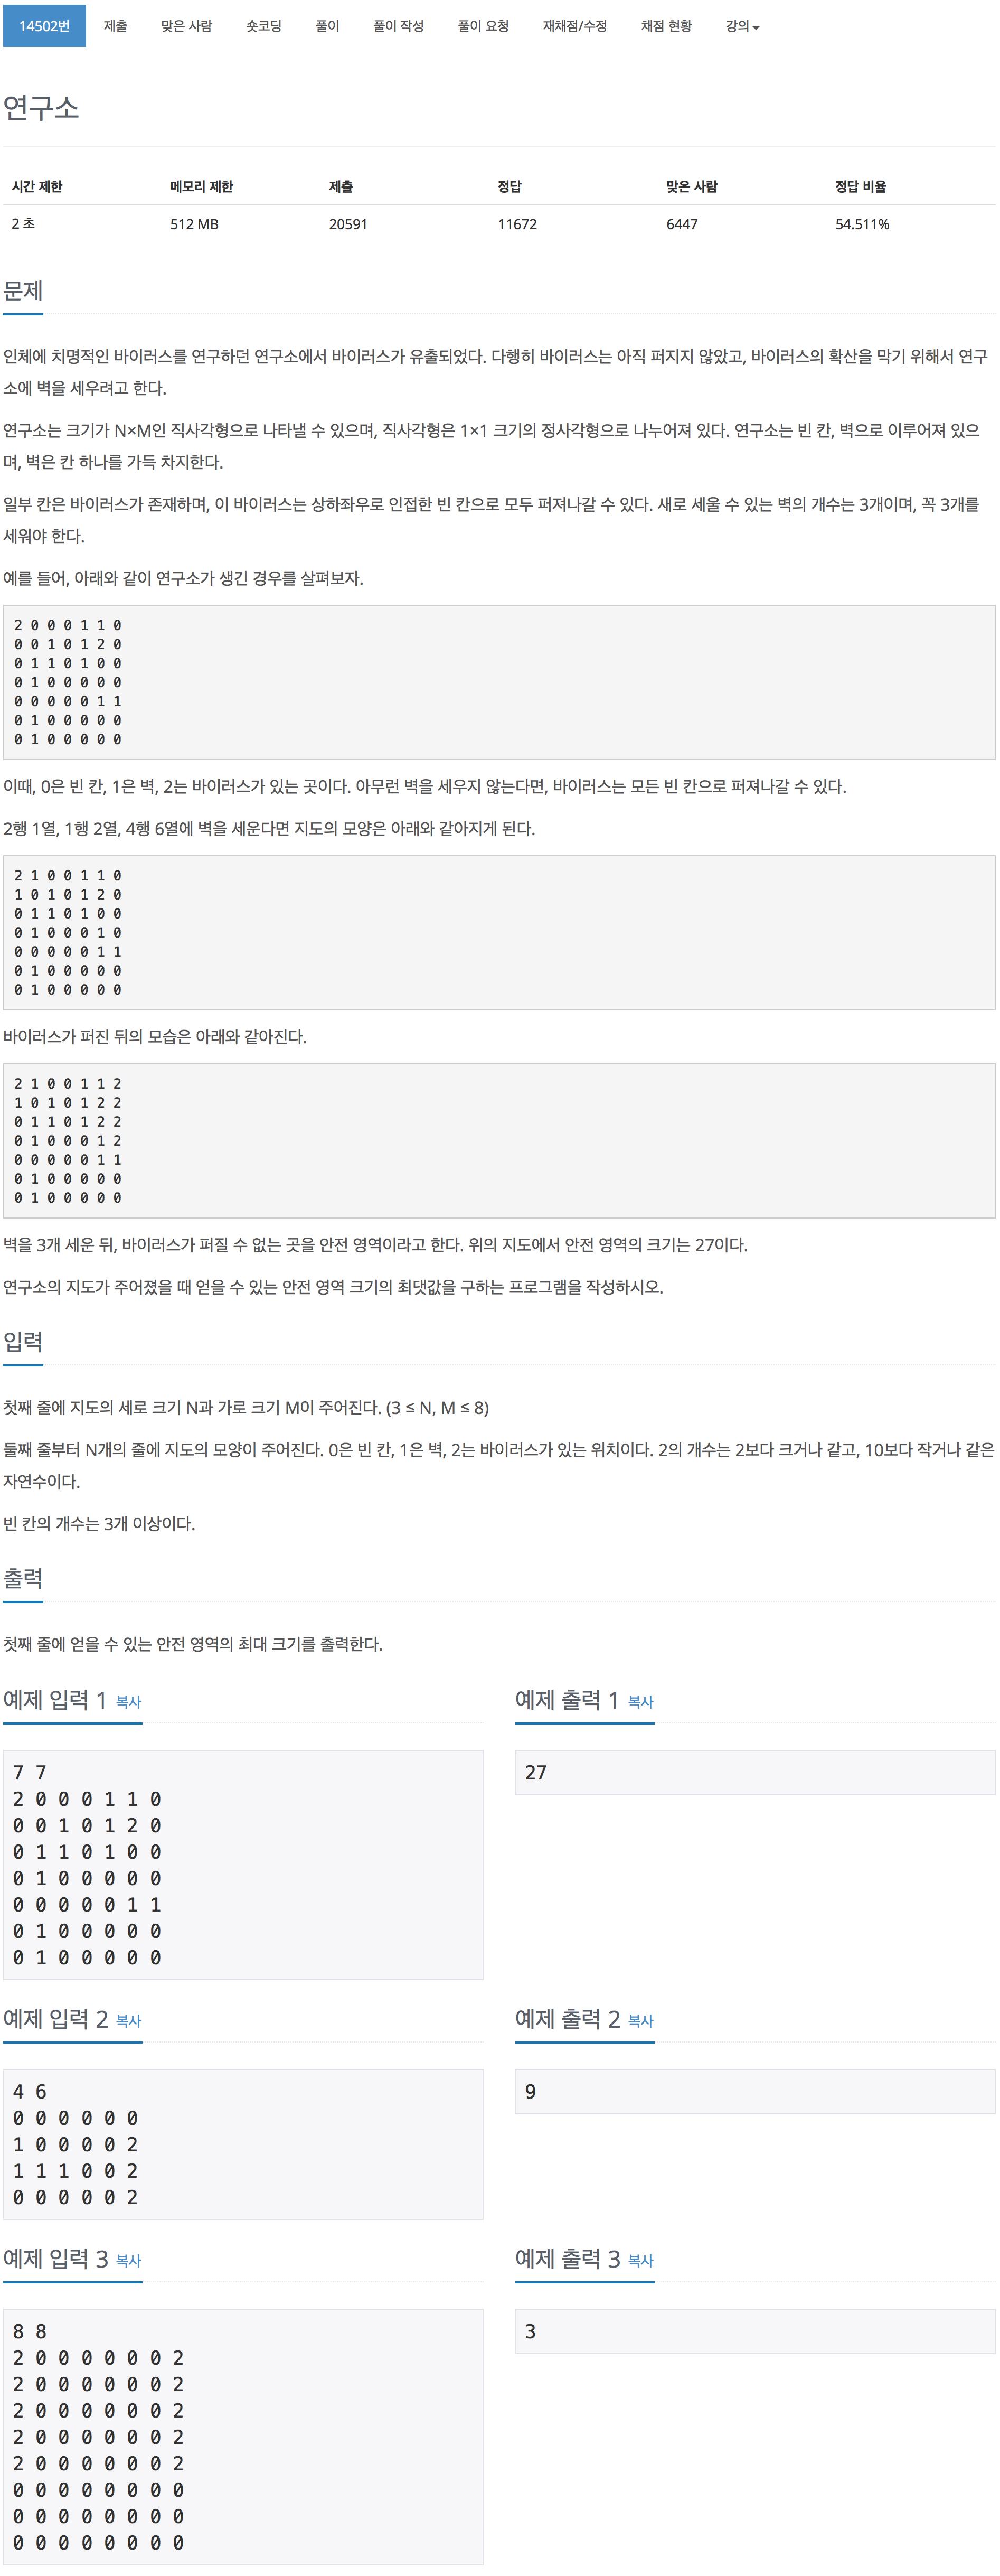 14502번 제출 맞은 사람 숏코딩 풀이 풀이 작성 풀이 요청 재채점/수정 채점 현황 강의
연구소
시간 제한 메모리 제한 제출 정답 맞은 사람 정답 비율
2 초 512 MB 20591 11672 6447 54.511%
문제
인체에 치명적인 바이러스를 연구하던 연구소에서 바이러스가 유출되었다. 다행히 바이러스는 아직 퍼지지 않았고, 바이러스의 확산을 막기 위해서 연구
소에 벽을 세우려고 한다.
연구소는 크기가 N×M인 직사각형으로 나타낼 수 있으며, 직사각형은 1×1 크기의 정사각형으로 나누어져 있다. 연구소는 빈 칸, 벽으로 이루어져 있으
며, 벽은 칸 하나를 가득 차지한다.
일부 칸은 바이러스가 존재하며, 이 바이러스는 상하좌우로 인접한 빈 칸으로 모두 퍼져나갈 수 있다. 새로 세울 수 있는 벽의 개수는 3개이며, 꼭 3개를
세워야 한다.
예를 들어, 아래와 같이 연구소가 생긴 경우를 살펴보자.
2 0 0 0 1 1 0
0 0 1 0 1 2 0
0 1 1 0 1 0 0
0 1 0 0 0 0 0
0 0 0 0 0 1 1
0 1 0 0 0 0 0
0 1 0 0 0 0 0
이때, 0은 빈 칸, 1은 벽, 2는 바이러스가 있는 곳이다. 아무런 벽을 세우지 않는다면, 바이러스는 모든 빈 칸으로 퍼져나갈 수 있다.
2행 1열, 1행 2열, 4행 6열에 벽을 세운다면 지도의 모양은 아래와 같아지게 된다.
2 1 0 0 1 1 0
1 0 1 0 1 2 0
0 1 1 0 1 0 0
0 1 0 0 0 1 0
0 0 0 0 0 1 1
0 1 0 0 0 0 0
0 1 0 0 0 0 0
바이러스가 퍼진 뒤의 모습은 아래와 같아진다.
2 1 0 0 1 1 2
1 0 1 0 1 2 2
0 1 1 0 1 2 2
0 1 0 0 0 1 2
0 0 0 0 0 1 1
0 1 0 0 0 0 0
0 1 0 0 0 0 0
벽을 3개 세운 뒤, 바이러스가 퍼질 수 없는 곳을 안전 영역이라고 한다. 위의 지도에서 안전 영역의 크기는 27이다.
연구소의 지도가 주어졌을 때 얻을 수 있는 안전 영역 크기의 최댓값을 구하는 프로그램을 작성하시오.
입력
첫째 줄에 지도의 세로 크기 N과 가로 크기 M이 주어진다. (3 ≤ N, M ≤ 8)
둘째 줄부터 N개의 줄에 지도의 모양이 주어진다. 0은 빈 칸, 1은 벽, 2는 바이러스가 있는 위치이다. 2의 개수는 2보다 크거나 같고, 10보다 작거나 같은
자연수이다.
빈 칸의 개수는 3개 이상이다.
출력
첫째 줄에 얻을 수 있는 안전 영역의 최대 크기를 출력한다.
예제 입력 1 복사
7 7
2 0 0 0 1 1 0
0 0 1 0 1 2 0
0 1 1 0 1 0 0
0 1 0 0 0 0 0
0 0 0 0 0 1 1
0 1 0 0 0 0 0
0 1 0 0 0 0 0
예제 출력 1 복사
27
예제 입력 2 복사
4 6
0 0 0 0 0 0
1 0 0 0 0 2
1 1 1 0 0 2
0 0 0 0 0 2
예제 출력 2 복사
9
예제 입력 3 복사
8 8
2 0 0 0 0 0 0 2
2 0 0 0 0 0 0 2
2 0 0 0 0 0 0 2
2 0 0 0 0 0 0 2
2 0 0 0 0 0 0 2
0 0 0 0 0 0 0 0
0 0 0 0 0 0 0 0
0 0 0 0 0 0 0 0
예제 출력 3 복사
3